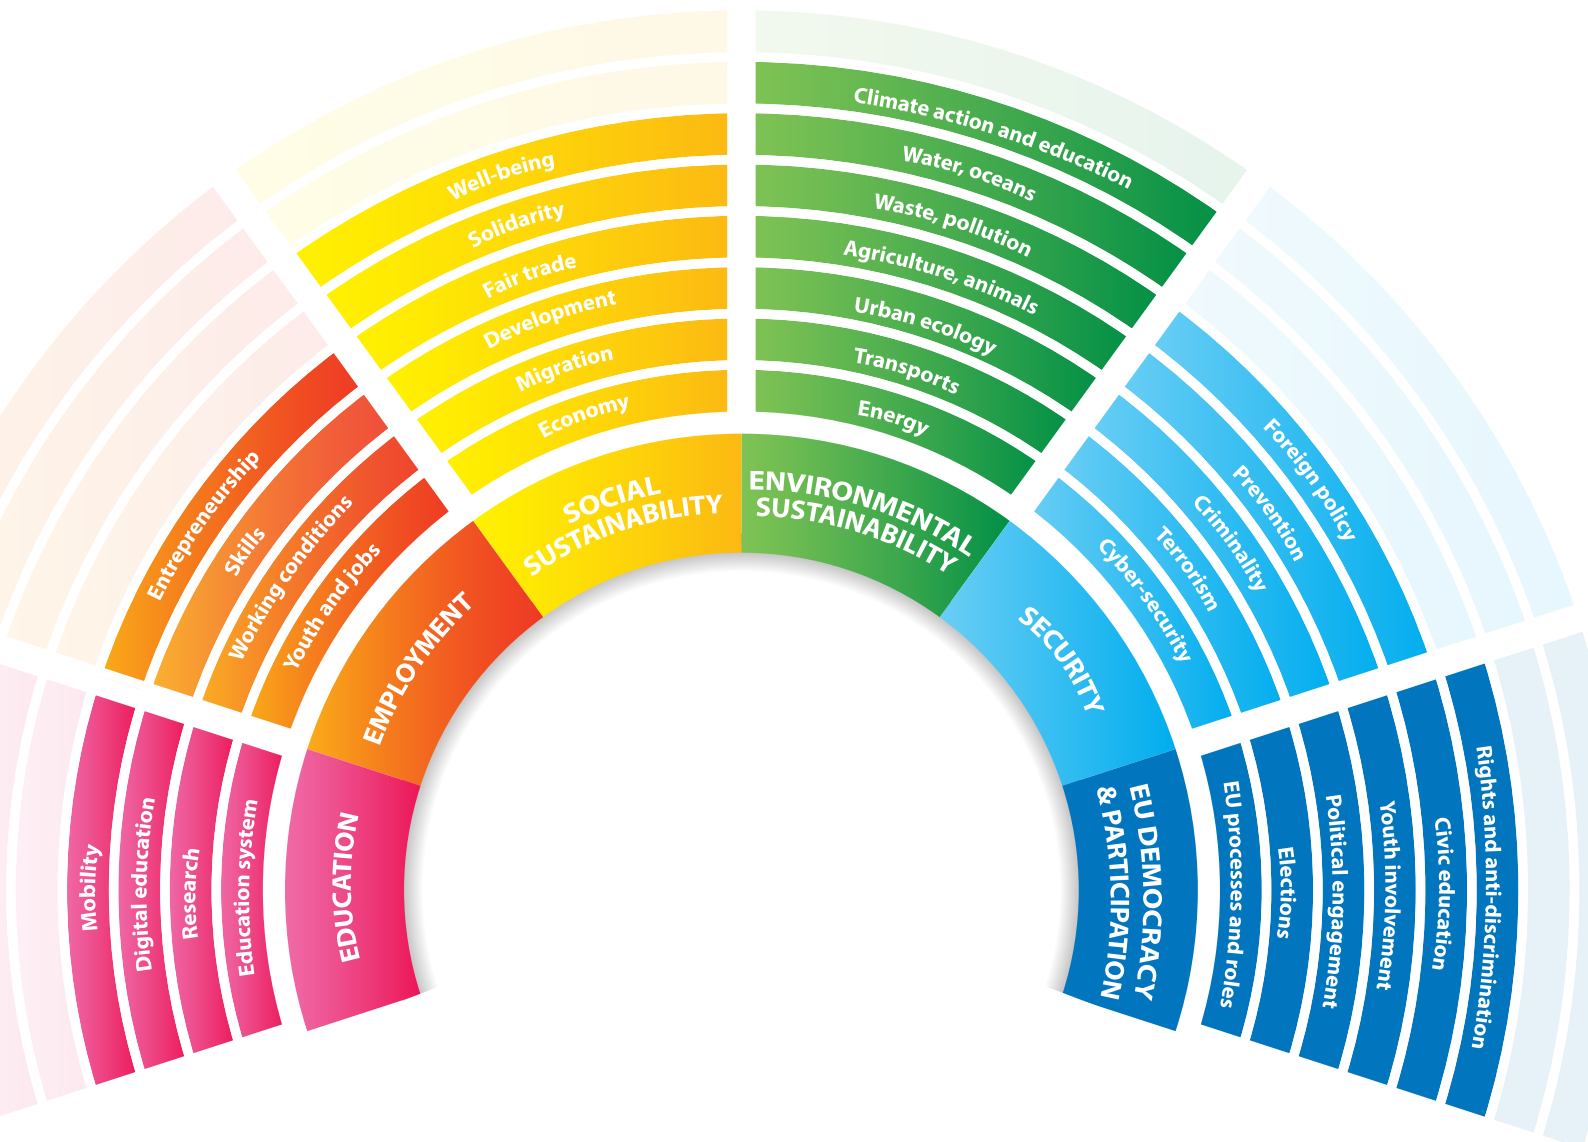 Climate action and education
Water, oceans
Waste, pollution
Agriculture, animals
Urban ecology
Transports
Energy
ENVIRONMENTAL
SUSTAINABILITY
Well-being
Solidarity
Fair trade
Development
Migration
Economy
SOCIAL
SUSTAINABILITY
Entrepreneurship
Skills
Working conditions
Youth and jobs
EMPLOYMENT
Foreign policy
Prevention
Criminality
Terrorism
Cyber-security
SECURITY
Mobility
Digital education
Research
Education system
EDUCATION
EU DEMOCRACY
& PARTICIPATION
EU processes and roles
Elections
Political engagement
Youth involvement
Civic education
Rights and anti-discrimination